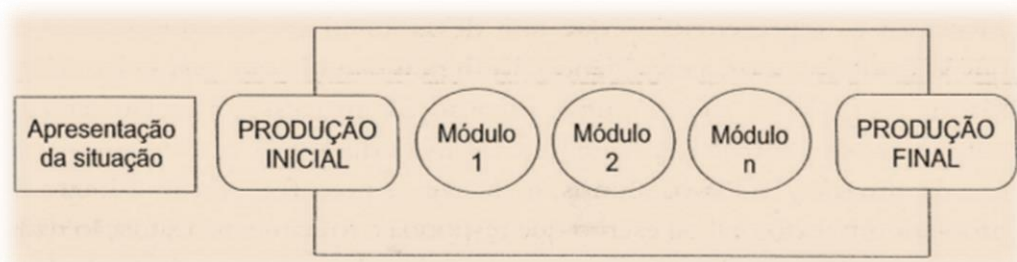 Apresentação
da situação
PRODUÇÃO
INICIAL
Módulo
1
Módulo
2
Módulo
n
PRODUÇÃO
FINAL